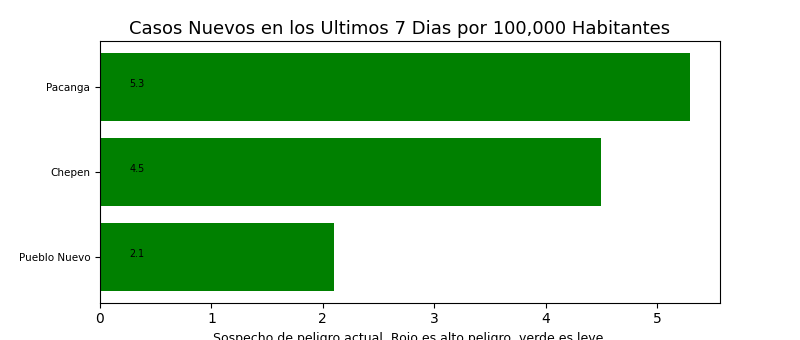 Casos Nuevos en los Ultimos 7 Dias por 100,000 Habitantes
Pacanga
5.3
Chepen
4.5
Pueblo Nuevo
2.1
0 1 2 3 4 5
Sospecho de peligro actual. Rojo es alto peligro, verde es leve